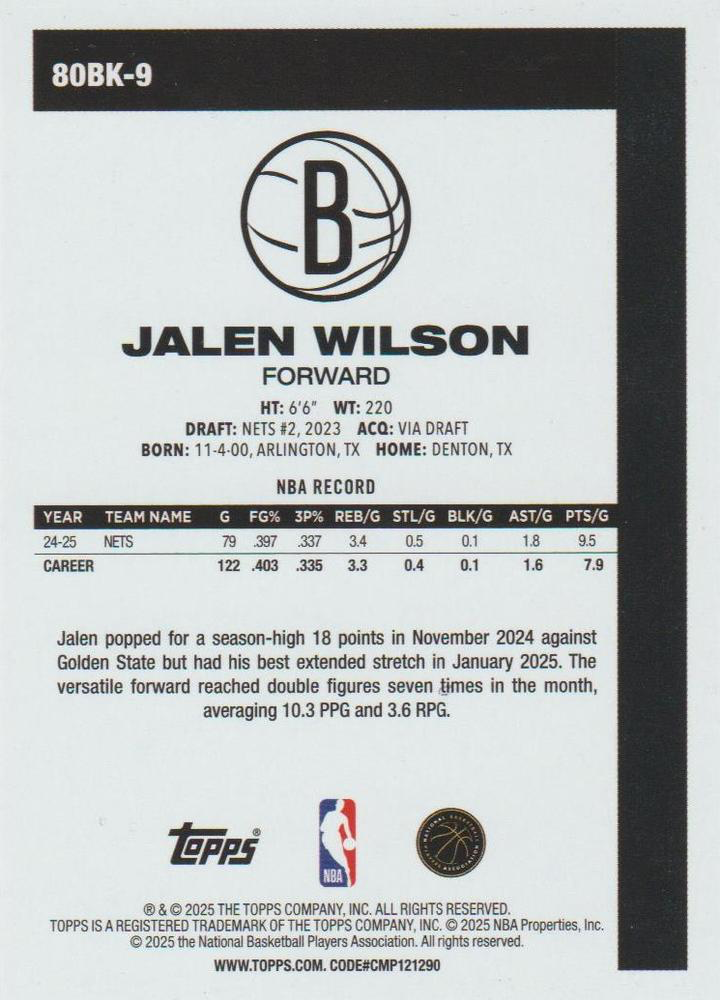 80BK-9
B
JALEN WILSON
FORWARD
HT: 6'6" WT: 220
DRAFT: NETS #2, 2023 ACQ: VIA DRAFT
BORN: 11-4-00, ARLINGTON, TX HOME: DENTON, TX
NBA RECORD
YEAR TEAM NAME G FG% 3P% REB/G STL/G BLK/G AST/G PTS/G
24-25 NETS 79 .397 .337 3.4 0.5 0.1 1.8 9.5
CAREER 122 .403 .335 3.3 0.4 0.1 1.6 7.9
Jalen popped for a season-high 18 points in November 2024 against
Golden State but had his best extended stretch in January 2025. The
versatile forward reached double figures seven times in the month,
averaging 10.3 PPG and 3.6 RPG.
Topps®
NBA
NATIONAL BASKETBALL PLAYERS ASSOCIATION
® & © 2025 THE TOPPS COMPANY, INC. ALL RIGHTS RESERVED.
TOPPS IS A REGISTERED TRADEMARK OF THE TOPPS COMPANY, INC. © 2025 NBA Properties, Inc.
© 2025 the National Basketball Players Association. All rights reserved.
WWW.TOPPS.COM. CODE#CMP121290